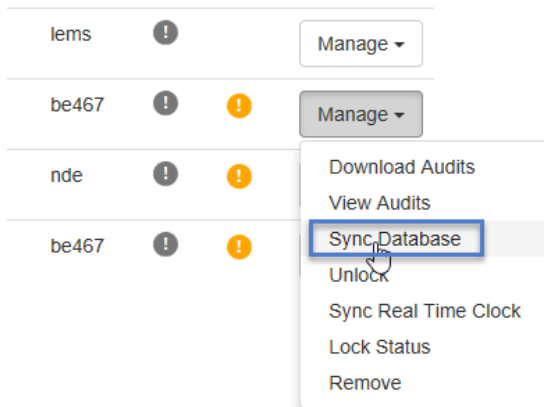 lems ! Manage
be467 ! ! Manage
Download Audits
nde ! !
View Audits
be467 ! ! Sync Database
Unlock
Sync Real Time Clock
Lock Status
Remove